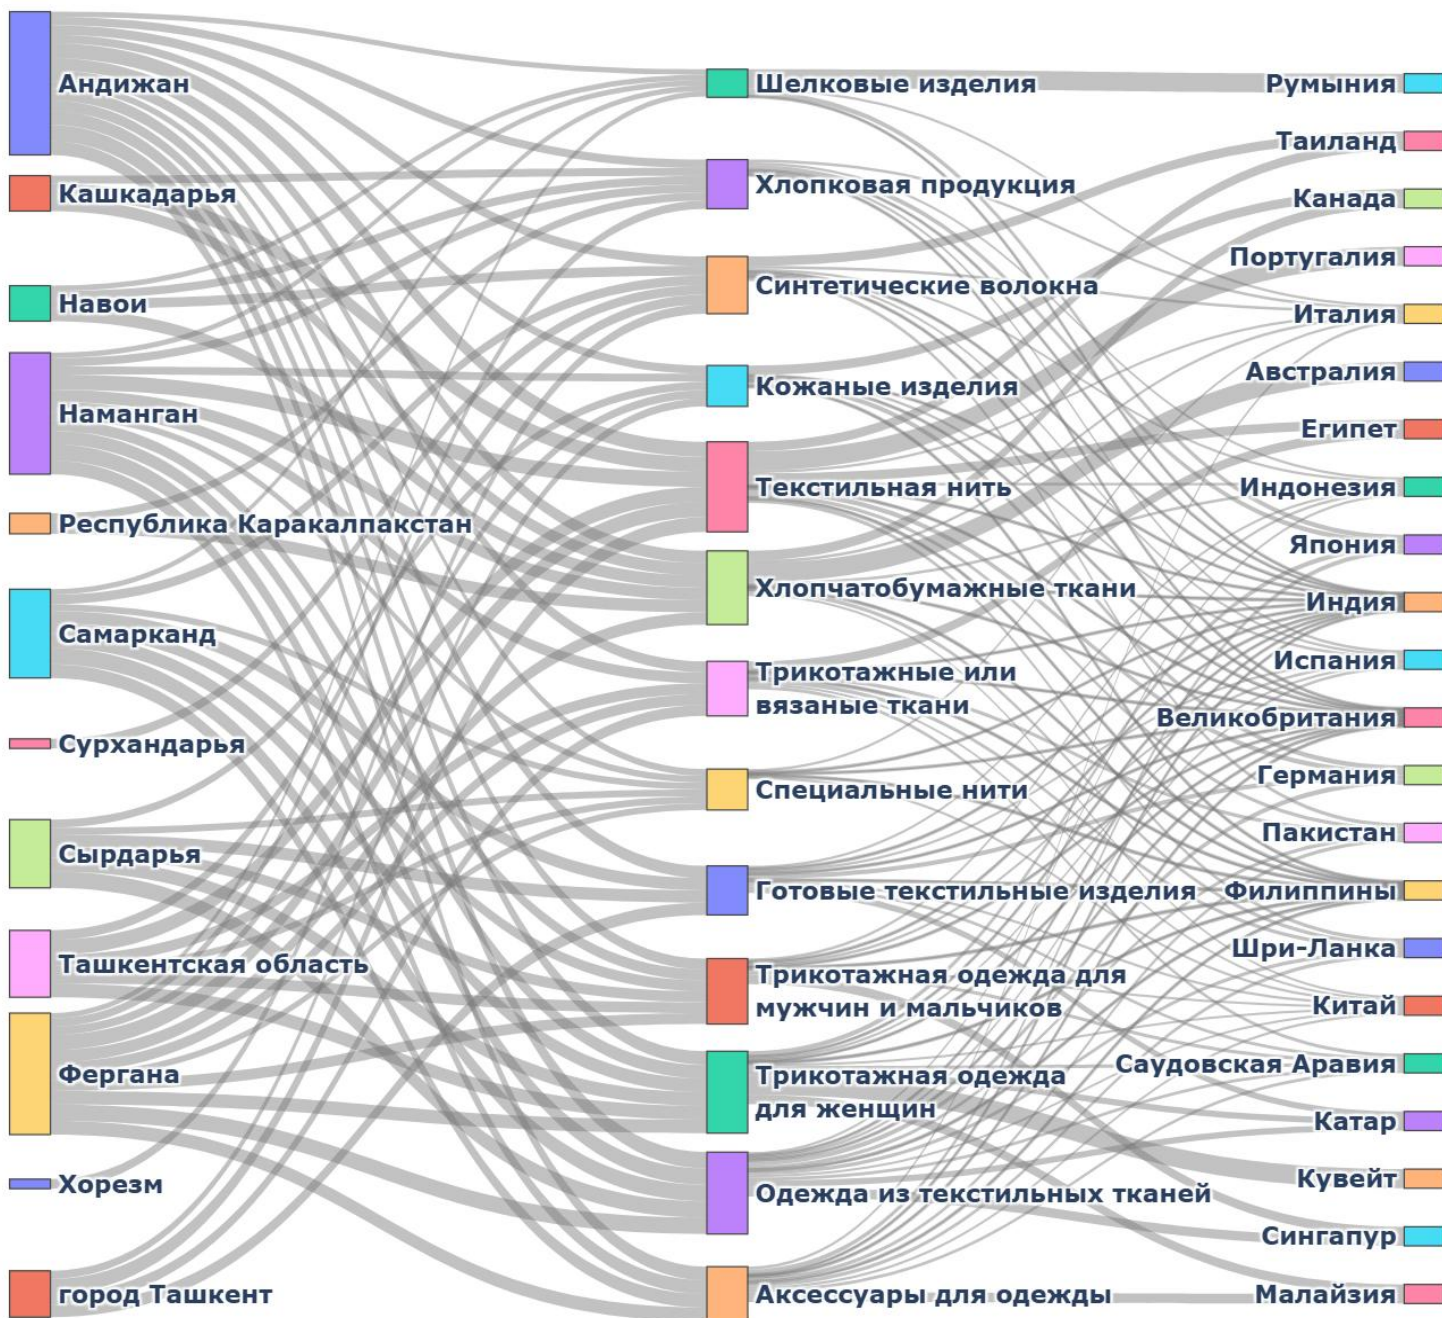 Андижан
Кашкадарья
Навои
Наманган
Республика Каракалпакстан
Самарканд
Сурхандарья
Сырдарья
Ташкентская область
Фергана
Хорезм
город Ташкент
Шелковые изделия
Хлопковая продукция
Синтетические волокна
Кожаные изделия
Текстильная нить
Хлопчатобумажные ткани
Трикотажные или
вязаные ткани
Специальные нити
Готовые текстильные изделия
Трикотажная одежда для
мужчин и мальчиков
Трикотажная одежда
для женщин
Одежда из текстильных тканей
Аксессуары для одежды
Румыния
Таиланд
Канада
Португалия
Италия
Австралия
Египет
Индонезия
Япония
Индия
Испания
Великобритания
Германия
Пакистан
Филиппины
Шри-Ланка
Китай
Саудовская Аравия
Катар
Кувейт
Сингапур
Малайзия